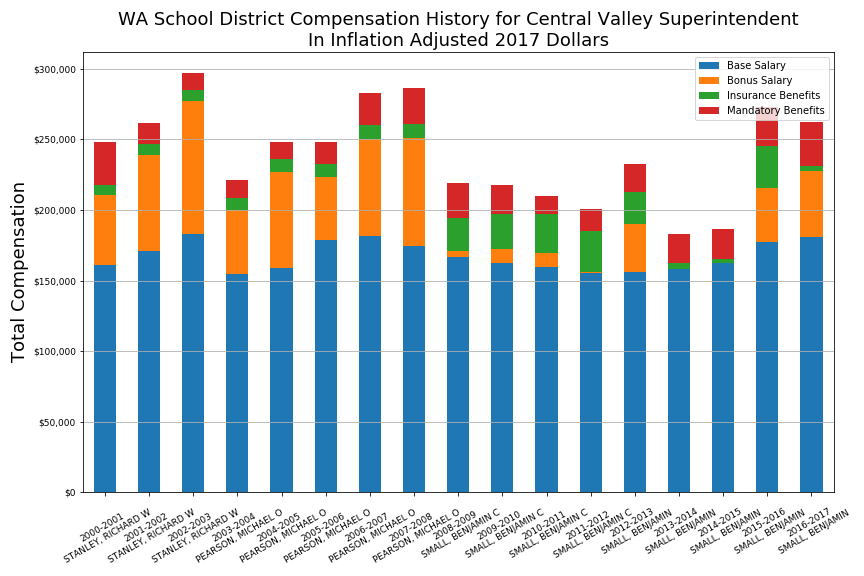 WA School District Compensation History for Central Valley Superintendent
In Inflation Adjusted 2017 Dollars
Base Salary
Bonus Salary
Insurance Benefits
Mandatory Benefits
Total Compensation
$300,000
$250,000
$200,000
$150,000
$100,000
$50,000
$0
2000-2001
STANLEY, RICHARD W
2001-2002
STANLEY, RICHARD W
2002-2003
STANLEY, RICHARD W
2003-2004
PEARSON, MICHAEL O
2004-2005
PEARSON, MICHAEL O
2005-2006
PEARSON, MICHAEL O
2006-2007
PEARSON, MICHAEL O
2007-2008
PEARSON, MICHAEL O
2008-2009
SMALL, BENJAMIN C
2009-2010
SMALL, BENJAMIN C
2010-2011
SMALL, BENJAMIN C
2011-2012
SMALL, BENJAMIN C
2012-2013
SMALL, BENJAMIN
2013-2014
SMALL, BENJAMIN
2014-2015
SMALL, BENJAMIN
2015-2016
SMALL, BENJAMIN
2016-2017
SMALL, BENJAMIN